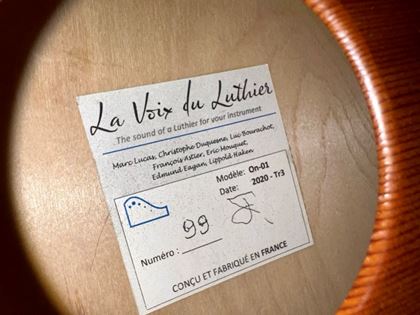 La Voix du Luthier
The sound of a Luthier for your instrument
Marc Lucas, Christophe Duquesne, Luc Bourachot,
François Astier, Eric Mouquet,
Edmund Eagan, Lippold Haken
Modèle: On-01
Date: 2020 - Tr3
Numéro : 99
CONÇU ET FABRIQUÉ EN FRANCE